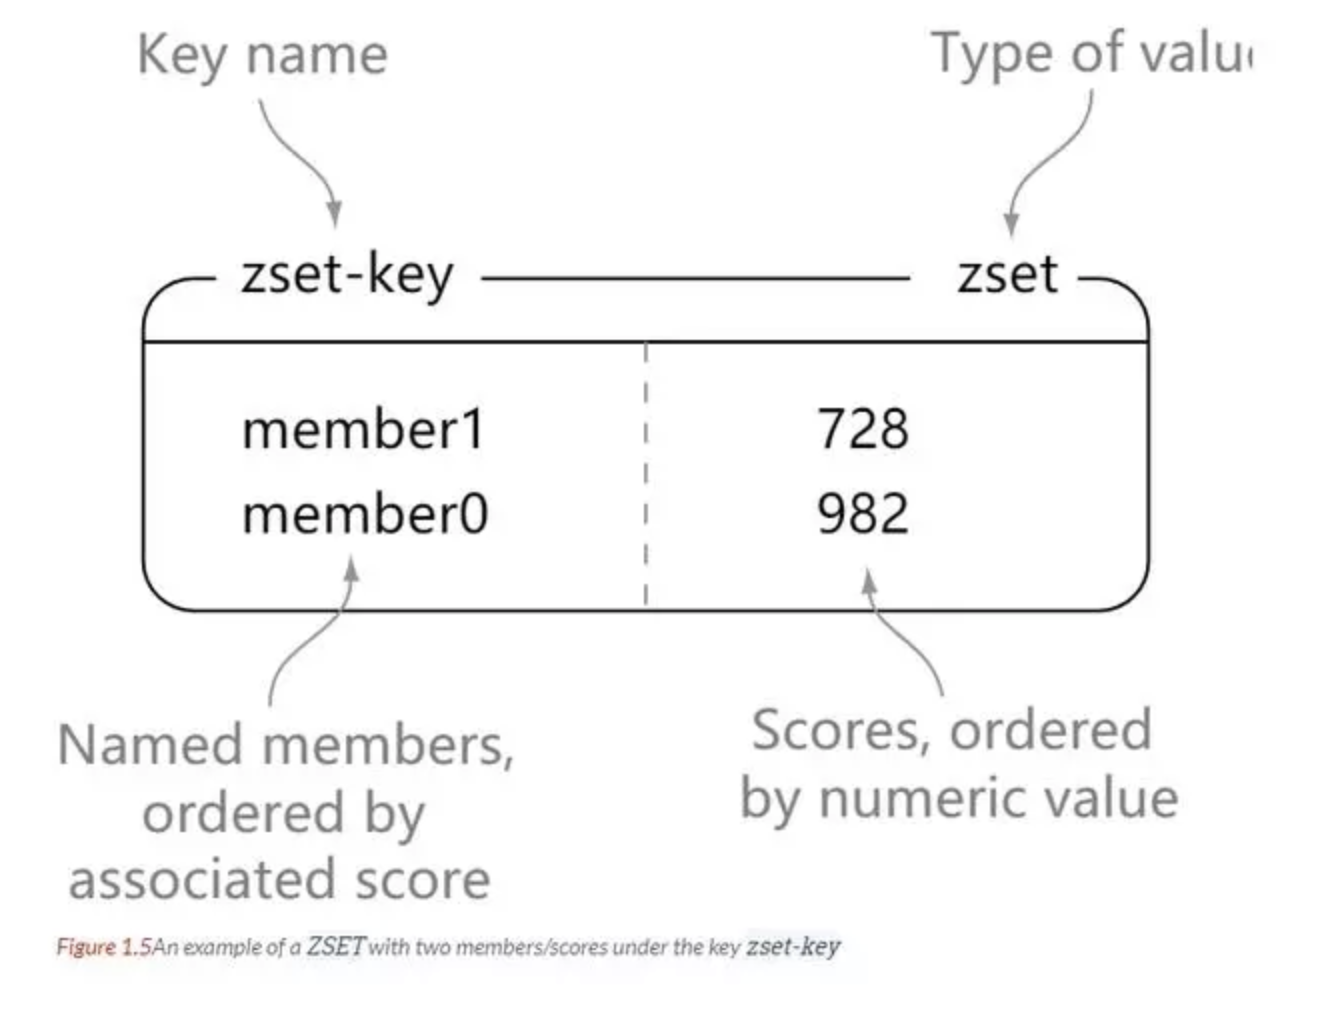 Key name
Type of valu
zset-key
zset
member1 728
member0 982
Named members,
ordered by
associated score
Scores, ordered
by numeric value
Figure 1.5An example of a ZSET with two members/scores under the key zset-key